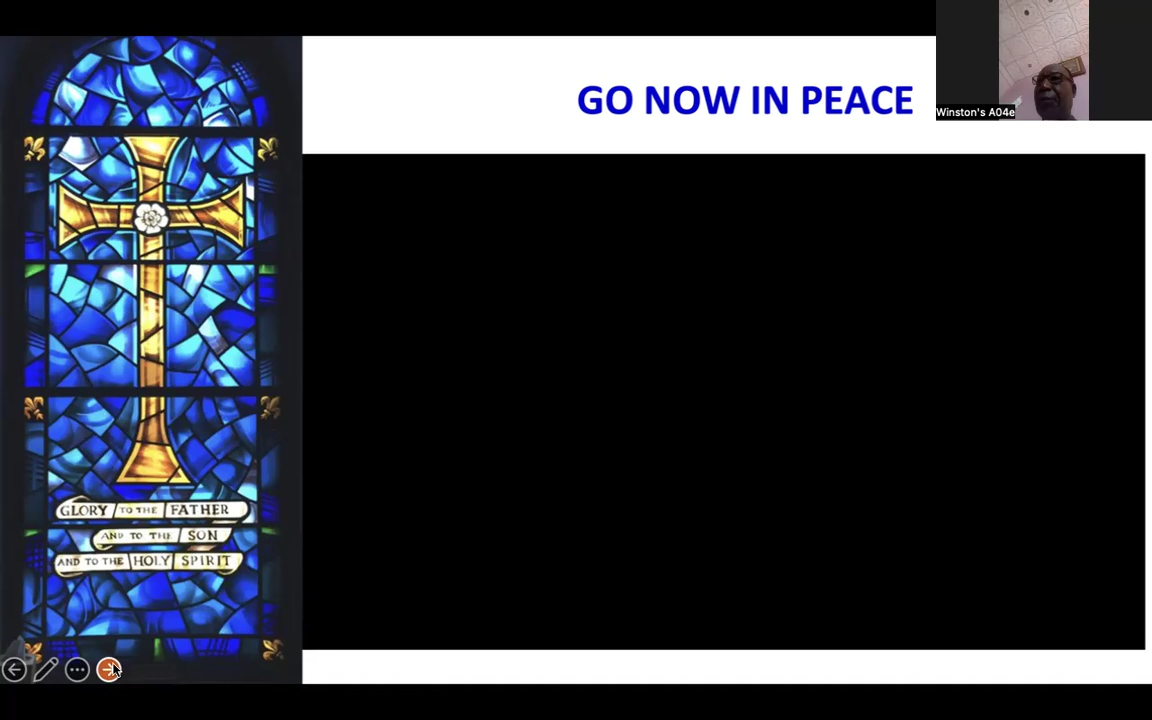 GO NOW IN PEACE
Winston's A04e
GLORY TO THE FATHER
AND TO THE SON
AND TO THE HOLY SPIRIT